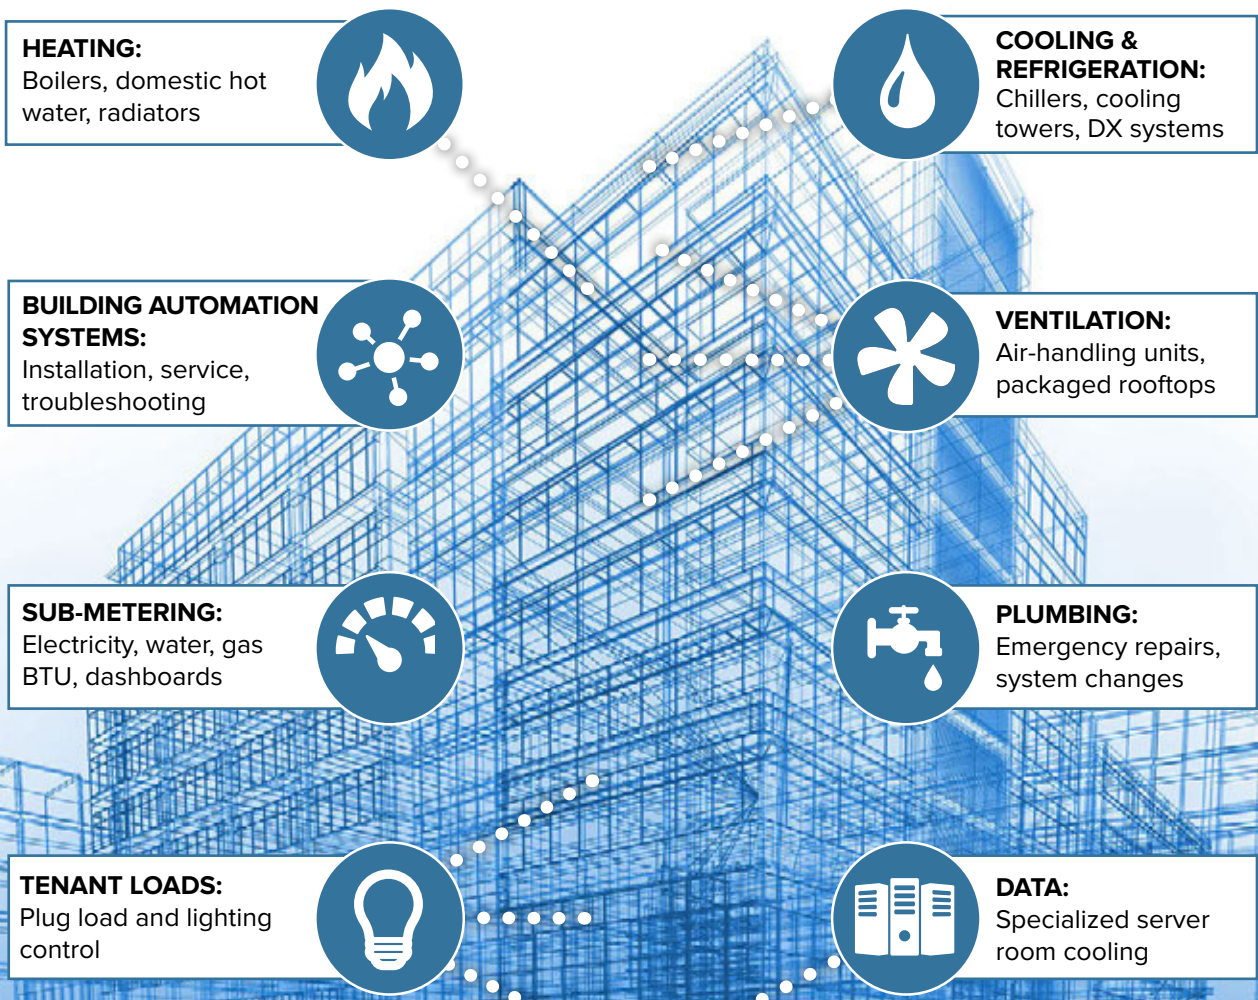 HEATING:
Boilers, domestic hot
water, radiators
COOLING &
REFRIGERATION:
Chillers, cooling
towers, DX systems
BUILDING AUTOMATION
SYSTEMS:
Installation, service,
troubleshooting
VENTILATION:
Air-handling units,
packaged rooftops
SUB-METERING:
Electricity, water, gas
BTU, dashboards
PLUMBING:
Emergency repairs,
system changes
TENANT LOADS:
Plug load and lighting
control
DATA:
Specialized server
room cooling